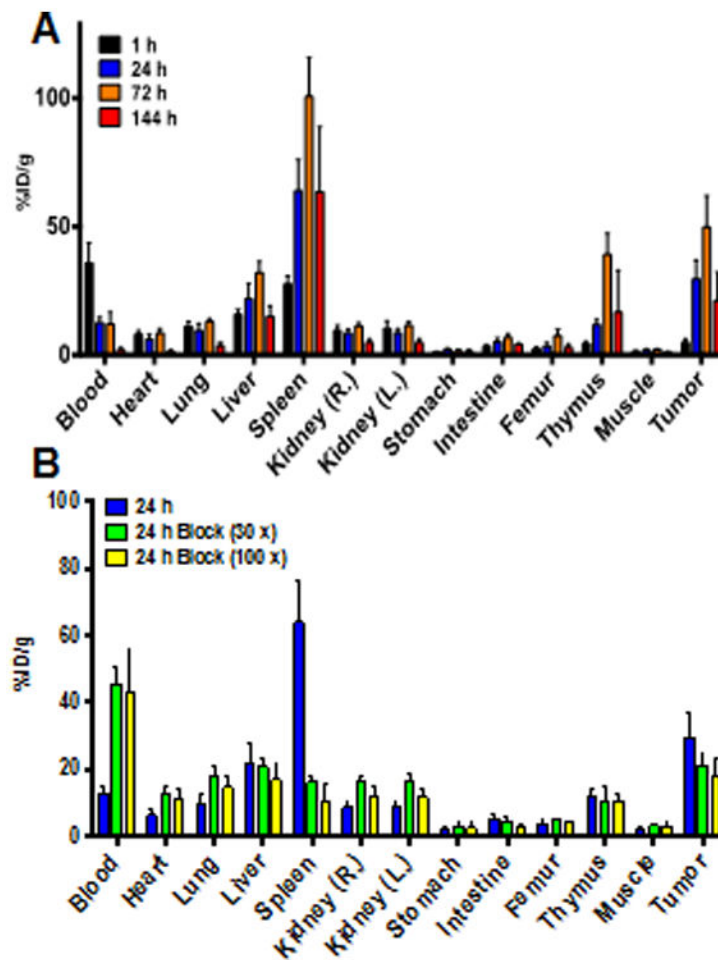 A
1 h
24 h
72 h
144 h
%ID/g
100
50
0
Blood
Heart
Lung
Liver
Spleen
Kidney (R.)
Kidney (L.)
Stomach
Intestine
Femur
Thymus
Muscle
Tumor
B
24 h
24 h Block (30 x)
24 h Block (100 x)
%ID/g
100
80
60
40
20
0
Blood
Heart
Lung
Liver
Spleen
Kidney (R.)
Kidney (L.)
Stomach
Intestine
Femur
Thymus
Muscle
Tumor